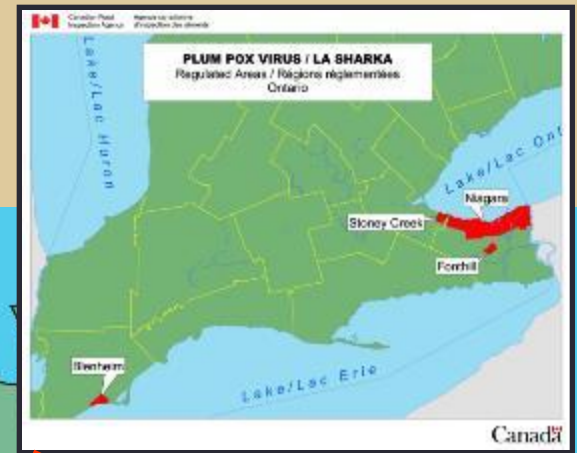 Canadian Food Inspection Agency
Agence canadienne d'inspection des aliments
PLUM POX VIRUS / LA SHARKA
Regulated Areas / Régions réglementées
Ontario
Lake/Lac Huron
Lake/Lac Ont
Niagara
Stoney Creek
Fonthill
Blenheim
Lake/Lac Erie
Canada